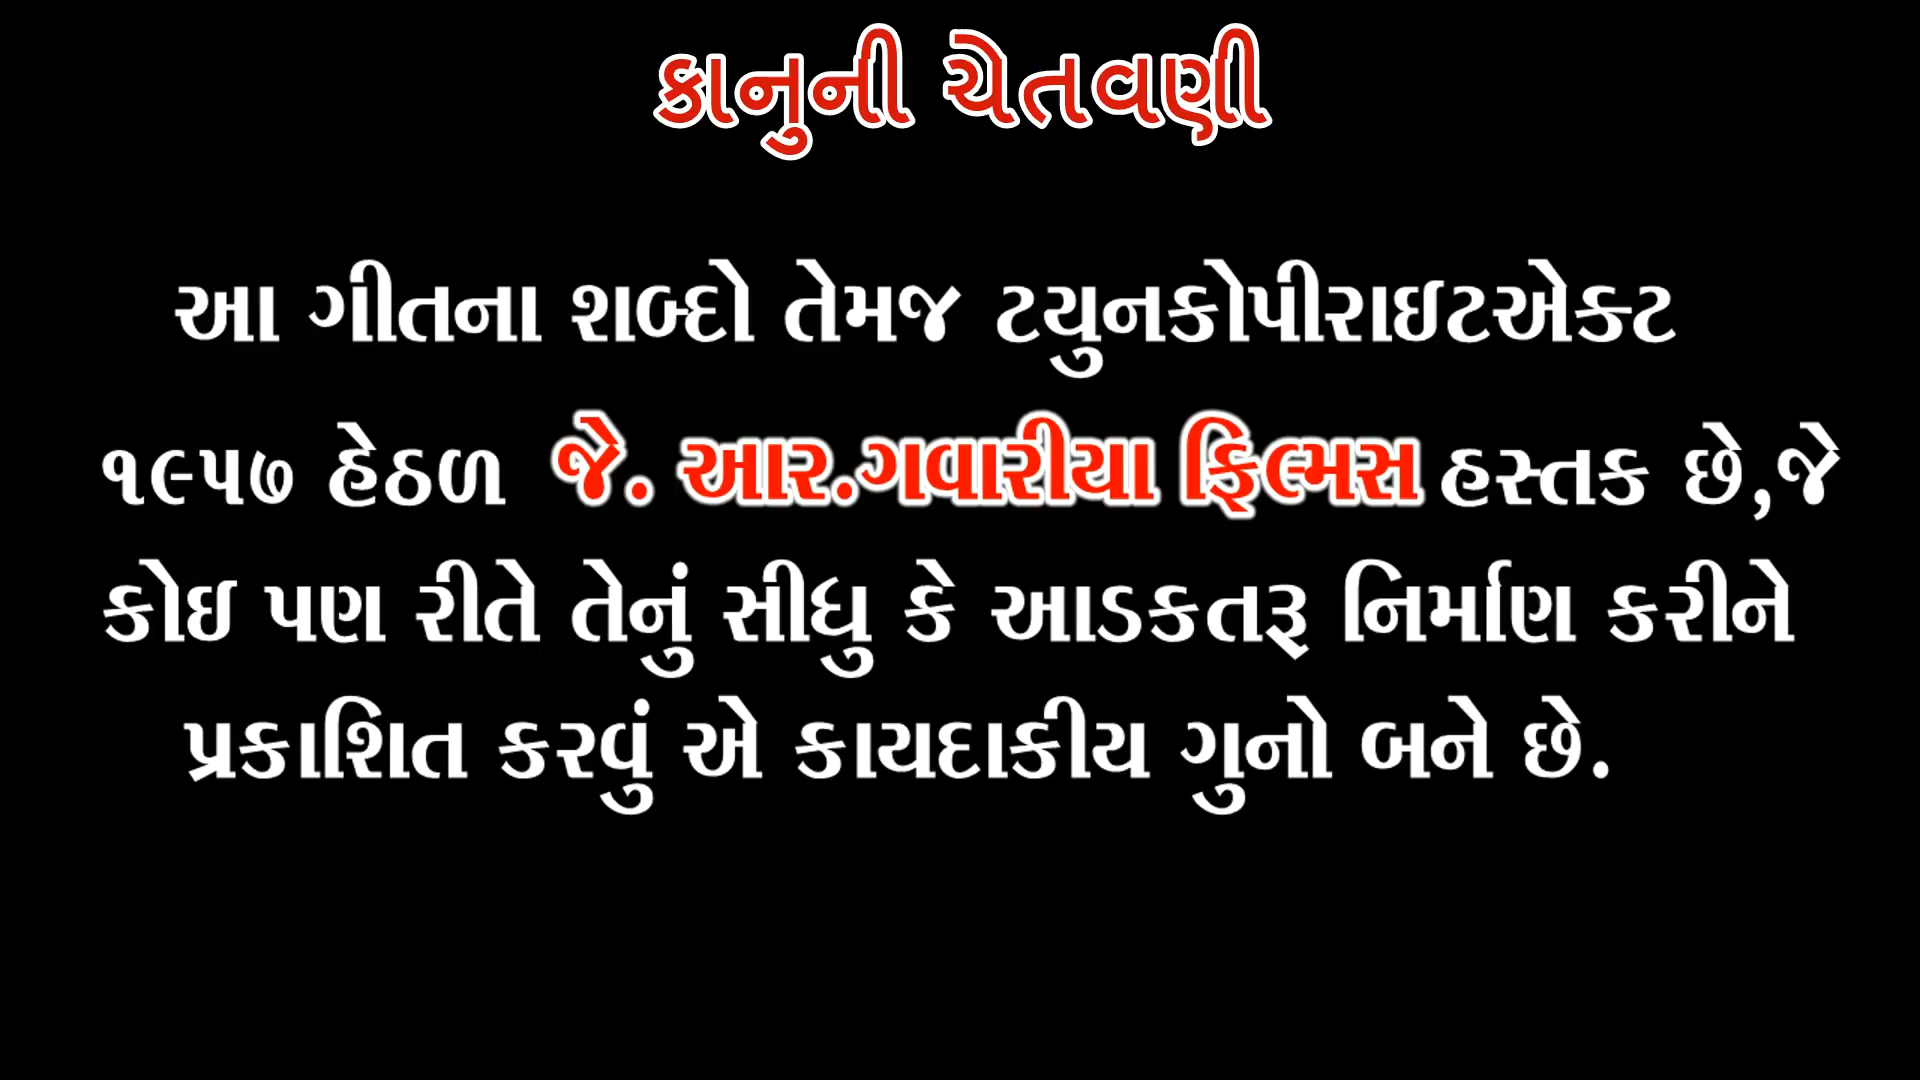 કાનુની ચેતવણી
આ ગીતના શબ્દો તેમજ ટયુનકોપીરાઇટએક્ટ
૧૯૫૭ હેઠળ જે. આર.ગવારીયા ફિલ્મસ હસ્તક છે,જે
કોઇ પણ રીતે તેનું સીધુ કે આડકતરૂ નિર્માણ કરીને
પ્રકાશિત કરવું એ કાયદાકીય ગુનો બને છે.